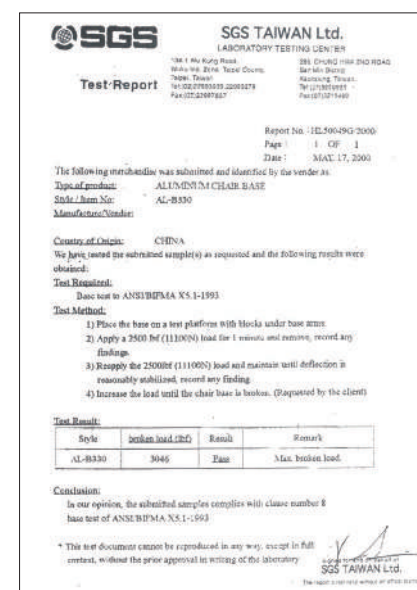 SGS
SGS TAIWAN Ltd.
LABORATORY TESTING CENTER
Test Report
Report No. : HL50049G/2000
Page : 1 OF 1
Date : MAY. 17, 2000
The following merchandise was submitted and identified by the vender as:
Type of product: ALUMINUM CHAIR BASE
Style / Item No: AL-B330
Manufacture/Vender:
Country of Origin: CHINA
We have tested the submitted sample(s) as requested and the following results were
obtained:
Test Required:
Base test to ANSI/BIFMA X5.1-1993
Test Method:
1) Place the base on a test platform with blocks under base arms
2) Apply a 2500 lbf (11100N) load for 1 minute and remove, record any
findings.
3) Reapply the 2500lbf (11100N) load and maintain until deflection is
reasonably stabilized, record any finding.
4) Increase the load until the chair base is broken. (Requested by the client)
Test Result:
Style broken load (lbf) Result Remark
AL-B330 3046 Pass Max. broken load.
Conclusion:
In our opinion, the submitted samples complies with clause number 8
base test of ANSI/BIFMA X5.1-1993
* This test document cannot be reproduced in any way, except in full
context, without the prior approval in writing of the laboratory
SGS TAIWAN Ltd.